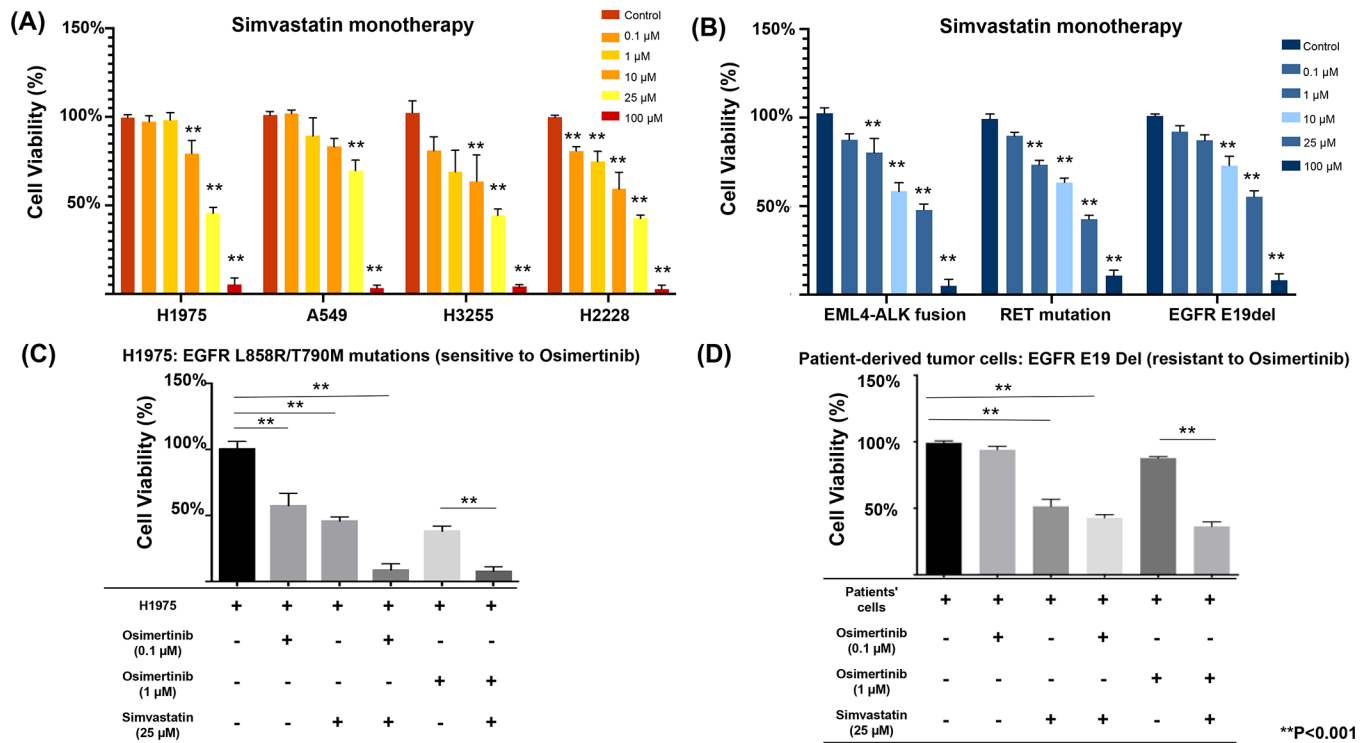 (A)
Simvastatin monotherapy
150%
100%
50%
Cell Viability (%)
Control
0.1 µM
1 µM
10 µM
25 µM
100 µM
** ** **
** ** ** **
** ** ** **
** ** ** **
H1975 A549 H3255 H2228
(B)
Simvastatin monotherapy
150%
100%
50%
Cell Viability (%)
Control
0.1 µM
1 µM
10 µM
25 µM
100 µM
** ** ** **
** ** ** **
** ** **
EML4-ALK fusion RET mutation EGFR E19del
(C)
H1975: EGFR L858R/T790M mutations (sensitive to Osimertinib)
150%
100%
50%
Cell Viability (%)
**
**
**
**
H1975 + + + + + +
Osimertinib
(0.1 µM) - + - + - -
Osimertinib
(1 µM) - - - - + +
Simvastatin
(25 µM) - - + + - +
(D)
Patient-derived tumor cells: EGFR E19 Del (resistant to Osimertinib)
150%
100%
50%
Cell Viability (%)
**
**
**
Patients'
cells + + + + + +
Osimertinib
(0.1 µM) - + - + - -
Osimertinib
(1 µM) - - - - + +
Simvastatin
(25 µM) - - + + - +
**P<0.001